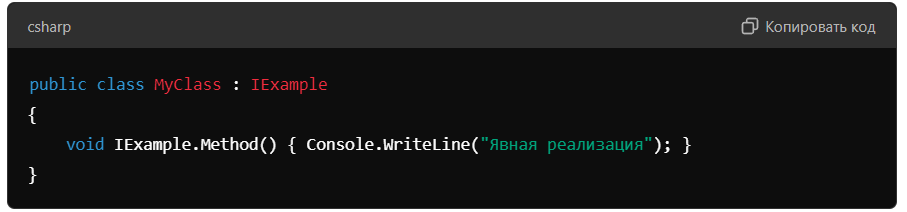 csharp
Копировать код
public class MyClass : IExample
{
void IExample.Method() { Console.WriteLine("Явная реализация"); }
}